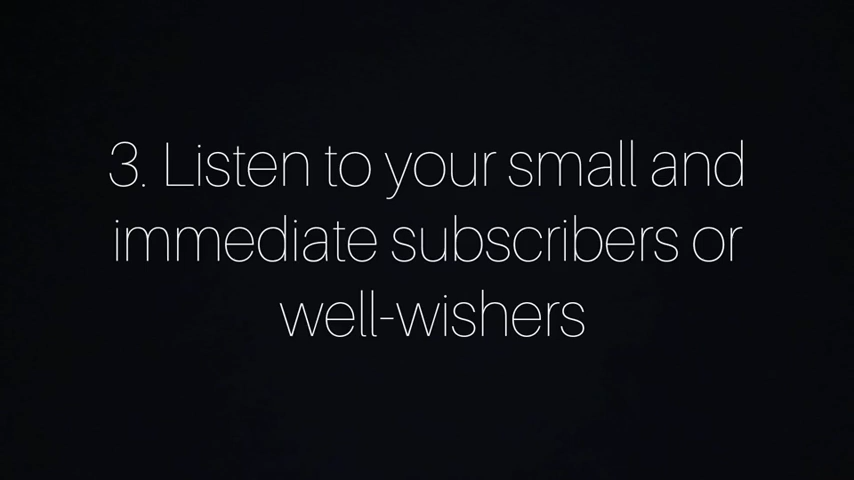 3. Listen to your small and
immediate subscribers or
well-wishers